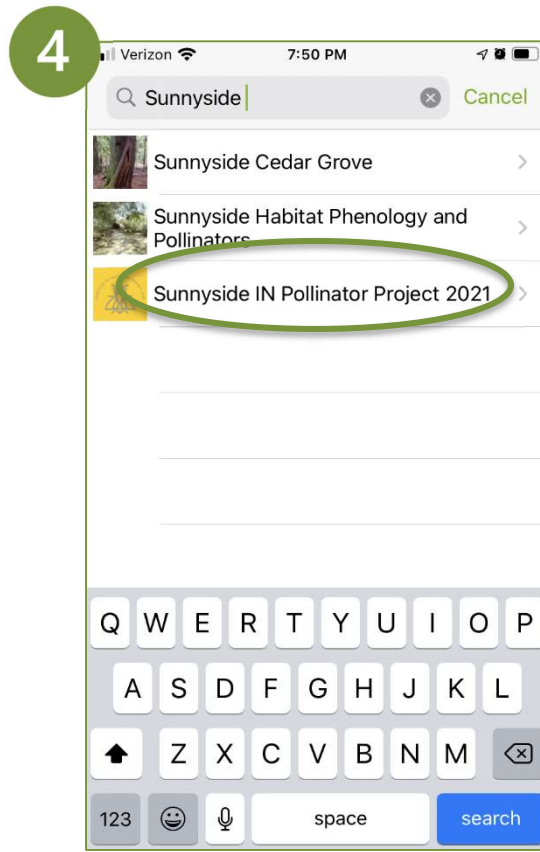 4
Verizon 7:50 PM
Sunnyside Cancel
Sunnyside Cedar Grove
Sunnyside Habitat Phenology and
Pollinators
Sunnyside IN Pollinator Project 2021
Q W E R T Y U I O P
A S D F G H J K L
Z X C V B N M
123 space search